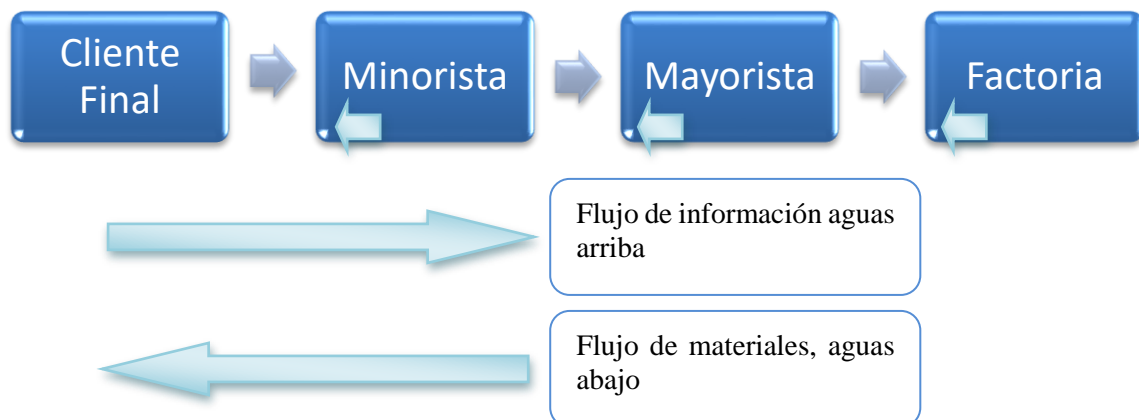 Cliente
Final
Minorista
Mayorista
Factoria
Flujo de información aguas
arriba
Flujo de materiales, aguas
abajo